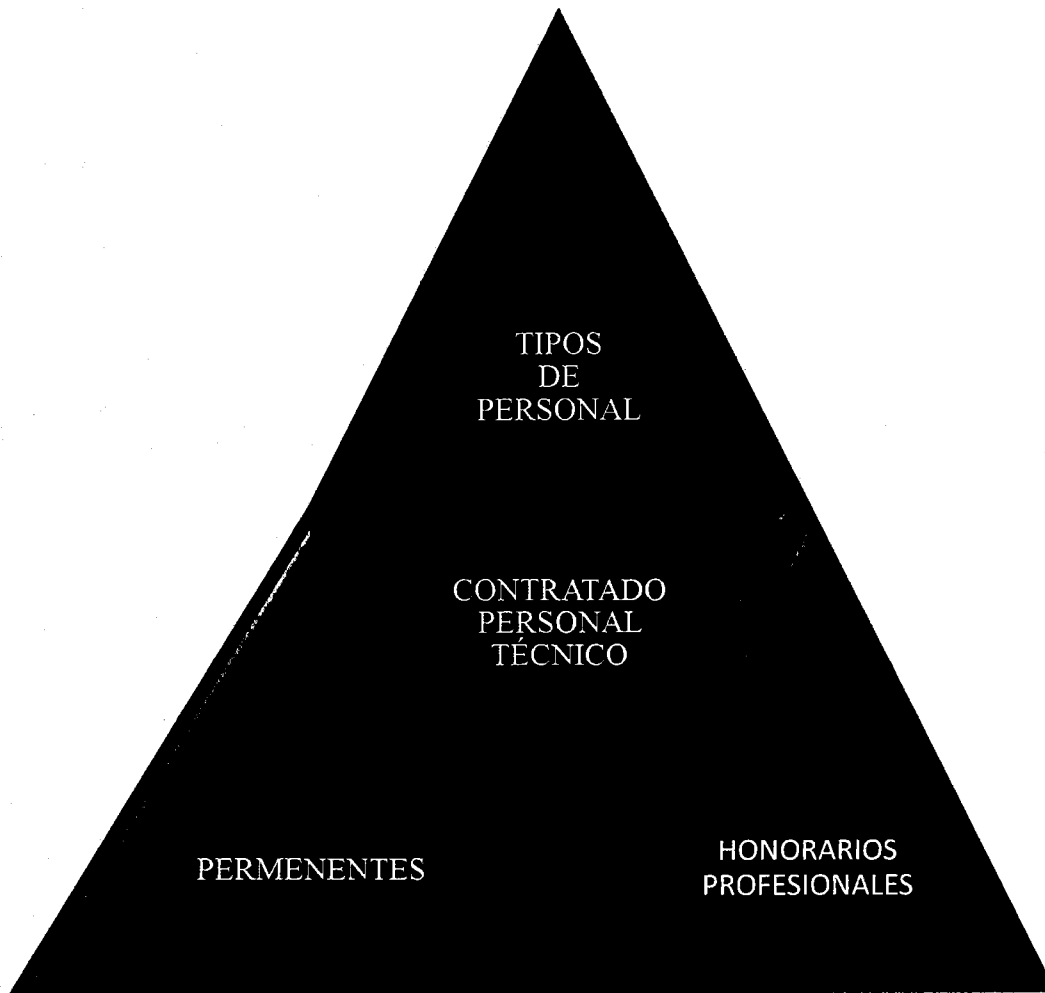 TIPOS
DE
PERSONAL
CONTRATADO
PERSONAL
TÉCNICO
PERMENENTES
HONORARIOS
PROFESIONALES